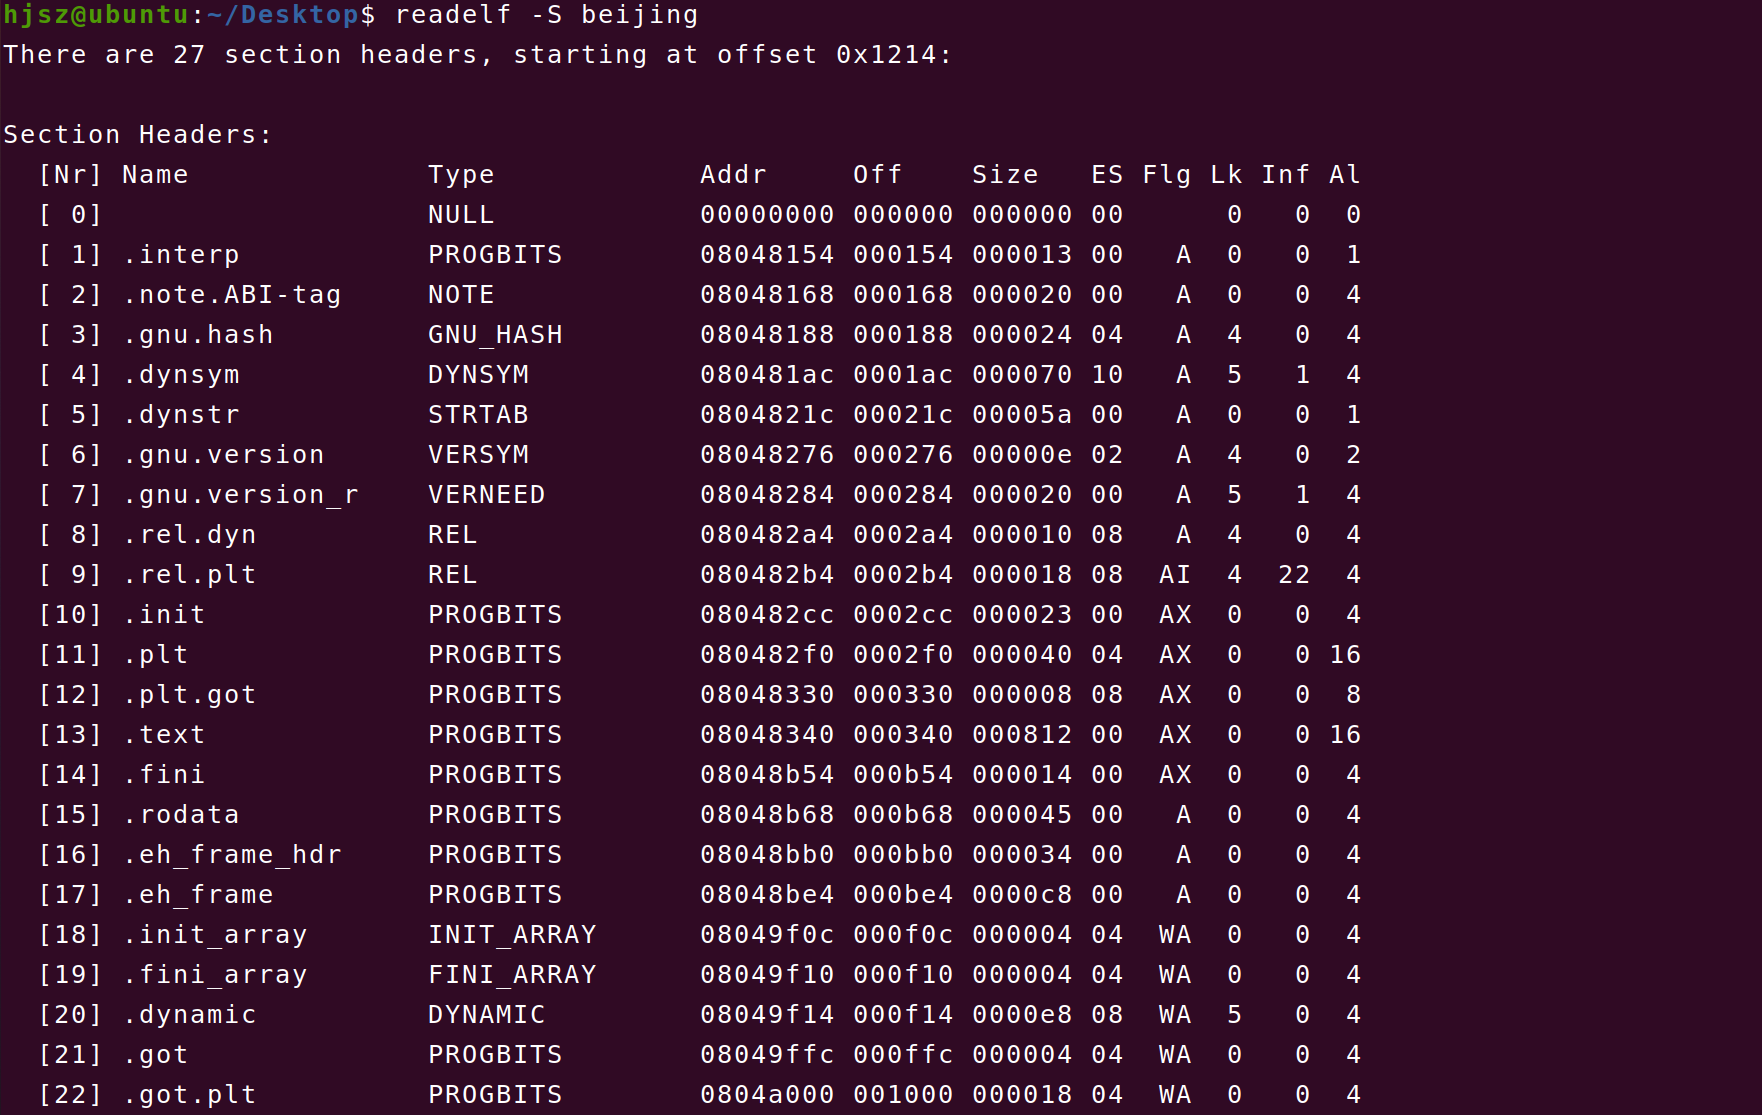 hjsz@ubuntu:~/Desktop$ readelf -S beijing
There are 27 section headers, starting at offset 0x1214:

Section Headers:
  [Nr] Name              Type            Addr     Off    Size   ES Flg Lk Inf Al
  [ 0]                   NULL            00000000 000000 000000 00      0   0  0
  [ 1] .interp           PROGBITS        08048154 000154 000013 00   A  0   0  1
  [ 2] .note.ABI-tag     NOTE            08048168 000168 000020 00   A  0   0  4
  [ 3] .gnu.hash         GNU_HASH        08048188 000188 000024 04   A  4   0  4
  [ 4] .dynsym           DYNSYM          080481ac 0001ac 000070 10   A  5   1  4
  [ 5] .dynstr           STRTAB          0804821c 00021c 00005a 00   A  0   0  1
  [ 6] .gnu.version      VERSYM          08048276 000276 00000e 02   A  4   0  2
  [ 7] .gnu.version_r    VERNEED         08048284 000284 000020 00   A  5   1  4
  [ 8] .rel.dyn          REL             080482a4 0002a4 000010 08   A  4   0  4
  [ 9] .rel.plt          REL             080482b4 0002b4 000018 08  AI  4  22  4
  [10] .init             PROGBITS        080482cc 0002cc 000023 00  AX  0   0  4
  [11] .plt              PROGBITS        080482f0 0002f0 000040 04  AX  0   0 16
  [12] .plt.got          PROGBITS        08048330 000330 000008 08  AX  0   0  8
  [13] .text             PROGBITS        08048340 000340 000812 00  AX  0   0 16
  [14] .fini             PROGBITS        08048b54 000b54 000014 00  AX  0   0  4
  [15] .rodata           PROGBITS        08048b68 000b68 000045 00   A  0   0  4
  [16] .eh_frame_hdr     PROGBITS        08048bb0 000bb0 000034 00   A  0   0  4
  [17] .eh_frame         PROGBITS        08048be4 000be4 0000c8 00   A  0   0  4
  [18] .init_array       INIT_ARRAY      08049f0c 000f0c 000004 04  WA  0   0  4
  [19] .fini_array       FINI_ARRAY      08049f10 000f10 000004 04  WA  0   0  4
  [20] .dynamic          DYNAMIC         08049f14 000f14 0000e8 08  WA  5   0  4
  [21] .got              PROGBITS        08049ffc 000ffc 000004 04  WA  0   0  4
  [22] .got.plt          PROGBITS        0804a000 001000 000018 04  WA  0   0  4